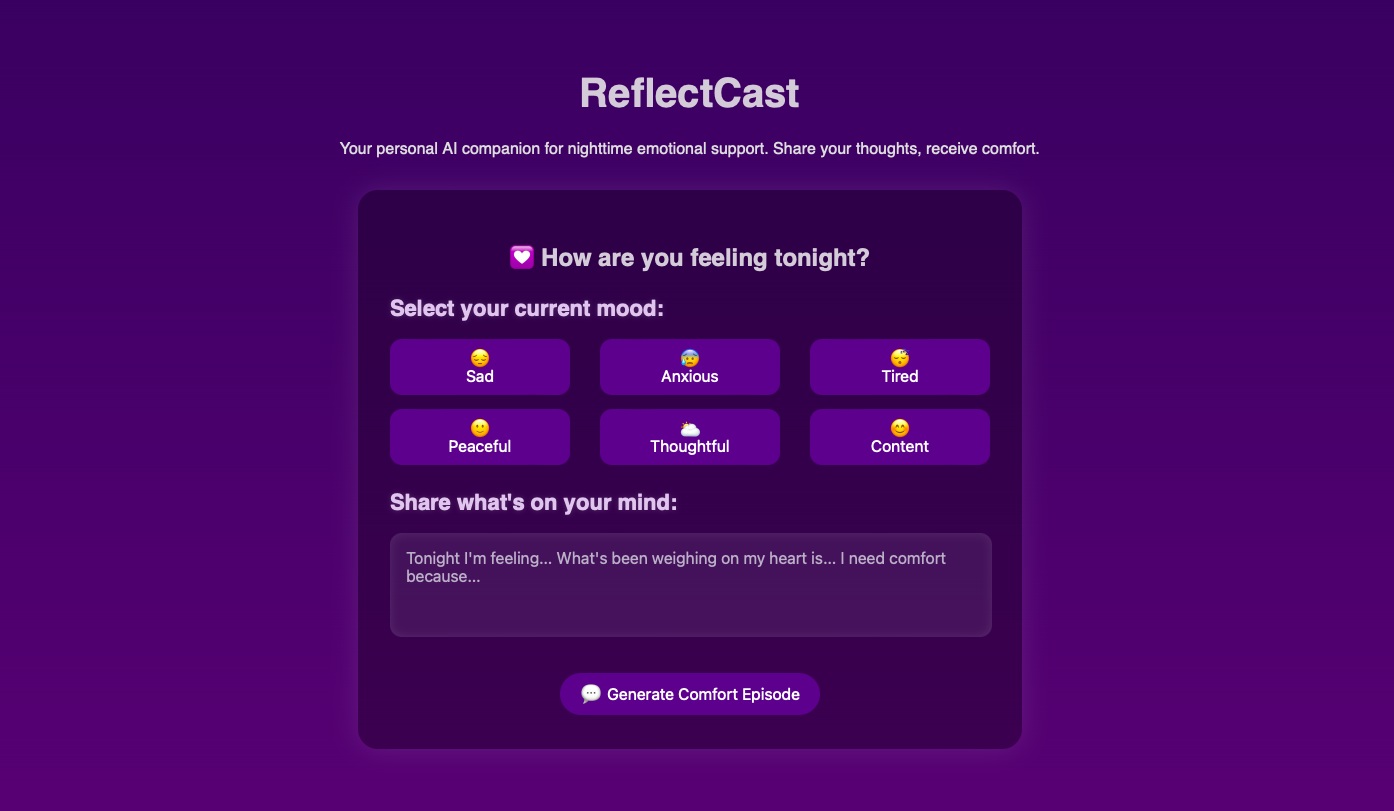 ReflectCast
Your personal AI companion for nighttime emotional support. Share your thoughts, receive comfort.
💟 How are you feeling tonight?
Select your current mood:
😔
Sad
😰
Anxious
😴
Tired
🙂
Peaceful
🌥️
Thoughtful
😊
Content
Share what's on your mind:
Tonight I'm feeling... What's been weighing on my heart is... I need comfort
because...
💬 Generate Comfort Episode